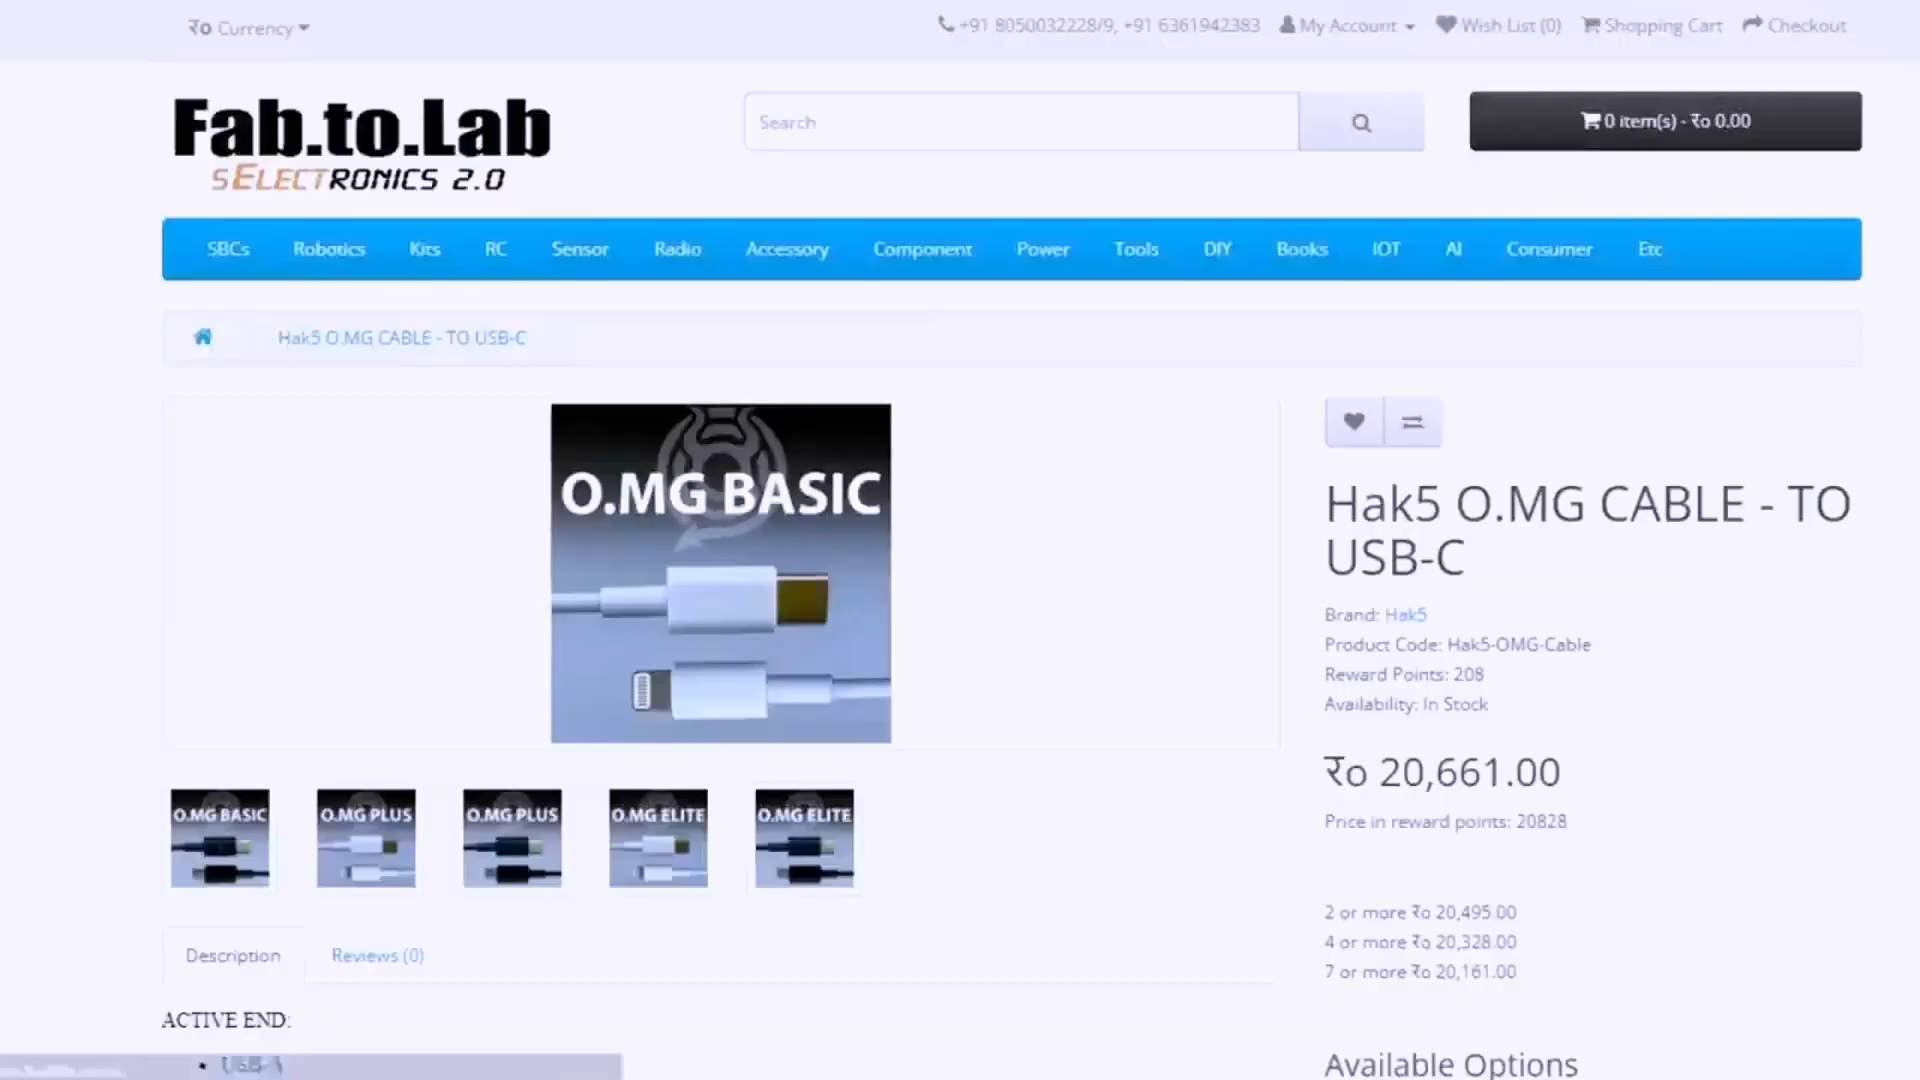 ₹o Currency
+91 8050032228/9, +91 6361942383 My Account Wish List (0) Shopping Cart Checkout
Fab.to.Lab
sElectronics 2.0
Search
0 item(s) - ₹o 0.00
SBCs Robotics Kits RC Sensor Radio Accessory Component Power Tools DIY Books IOT AI Consumer Etc
Hak5 O.MG CABLE - TO USB-C
O.MG BASIC
Hak5 O.MG CABLE - TO
USB-C
Brand: Hak5
Product Code: Hak5-OMG-Cable
Reward Points: 208
Availability: In Stock
₹o 20,661.00
Price in reward points: 20828
O.MG BASIC O.MG PLUS O.MG PLUS O.MG ELITE O.MG ELITE
2 or more ₹o 20,495.00
4 or more ₹o 20,328.00
7 or more ₹o 20,161.00
Description Reviews (0)
ACTIVE END:
Available Options